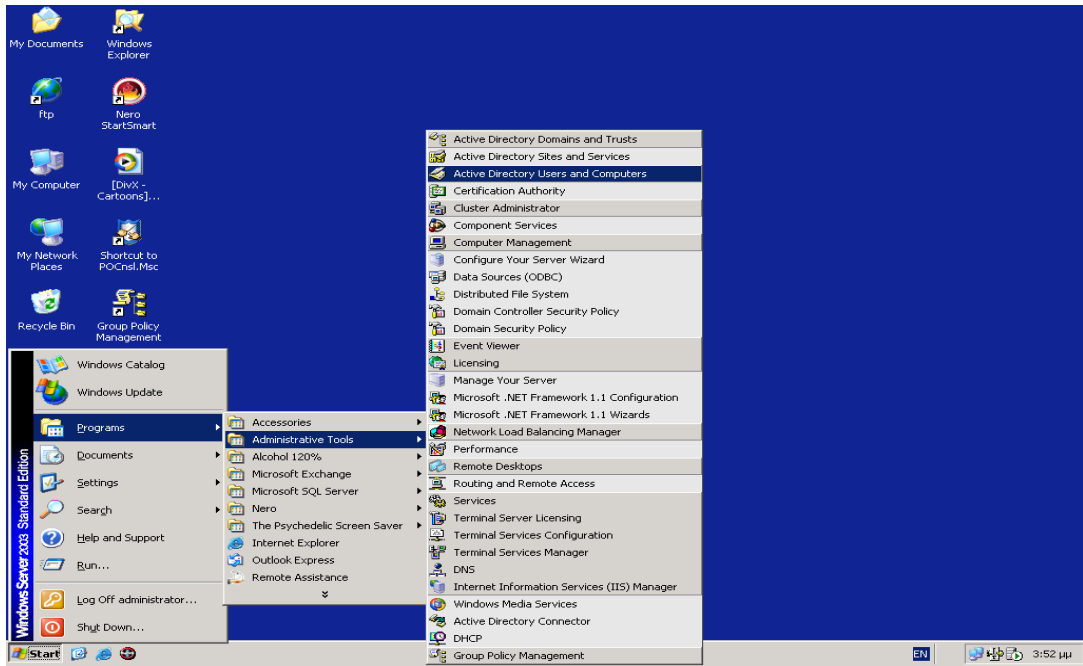 My Documents
Windows
Explorer
ftp
Nero
StartSmart
My Computer
[DivX -
Cartoons]...
My Network
Places
Shortcut to
POCnsl.Msc
Recycle Bin
Group Policy
Management
Windows Server 2003 Standard Edition
Windows Catalog
Windows Update
Programs
Documents
Settings
Search
Help and Support
Run...
Log Off administrator...
Shut Down...
Accessories
Administrative Tools
Alcohol 120%
Microsoft Exchange
Microsoft SQL Server
Nero
The Psychedelic Screen Saver
Internet Explorer
Outlook Express
Remote Assistance
Active Directory Domains and Trusts
Active Directory Sites and Services
Active Directory Users and Computers
Certification Authority
Cluster Administrator
Component Services
Computer Management
Configure Your Server Wizard
Data Sources (ODBC)
Distributed File System
Domain Controller Security Policy
Domain Security Policy
Event Viewer
Licensing
Manage Your Server
Microsoft .NET Framework 1.1 Configuration
Microsoft .NET Framework 1.1 Wizards
Network Load Balancing Manager
Performance
Remote Desktops
Routing and Remote Access
Services
Terminal Server Licensing
Terminal Services Configuration
Terminal Services Manager
DNS
Internet Information Services (IIS) Manager
Windows Media Services
Active Directory Connector
DHCP
Group Policy Management
Start
EN
3:52 μμ